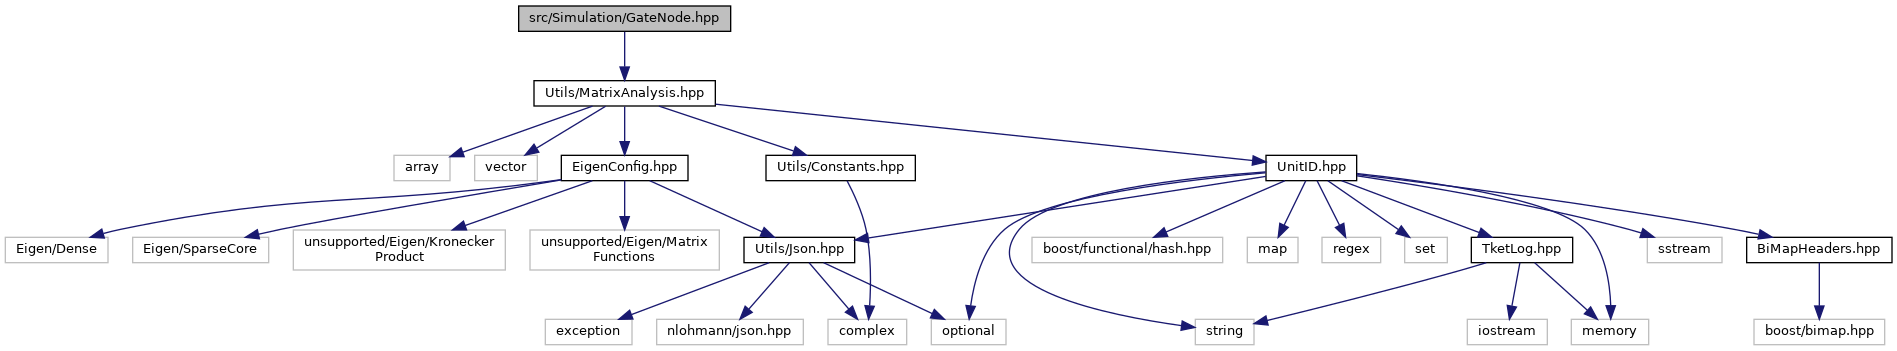 src/Simulation/GateNode.hpp
Utils/MatrixAnalysis.hpp
array
vector
EigenConfig.hpp
Utils/Constants.hpp
UnitID.hpp
Eigen/Dense
Eigen/SparseCore
unsupported/Eigen/Kronecker
Product
unsupported/Eigen/Matrix
Functions
Utils/Json.hpp
boost/functional/hash.hpp
map
regex
set
TketLog.hpp
sstream
BiMapHeaders.hpp
exception
nlohmann/json.hpp
complex
optional
string
iostream
memory
boost/bimap.hpp